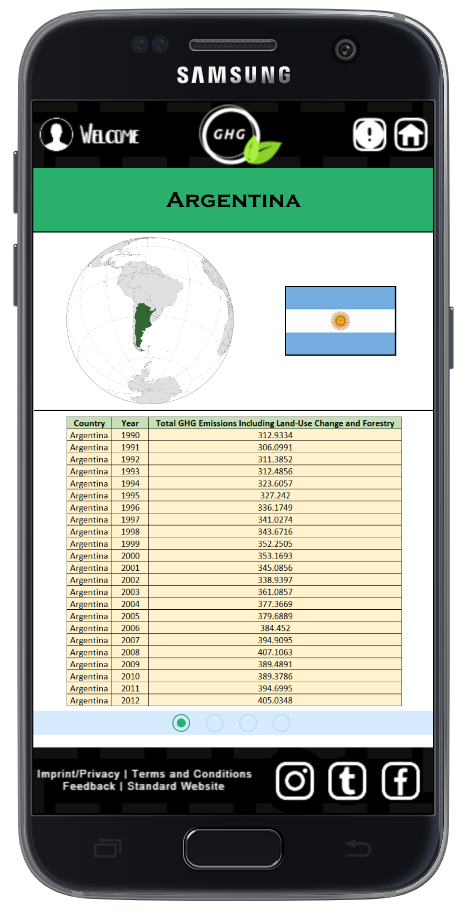 SAMSUNG
WELCOME
GHG
ARGENTINA
Country Year Total GHG Emissions Including Land-Use Change and Forestry
Argentina 1990 312.9334
Argentina 1991 306.0991
Argentina 1992 311.3852
Argentina 1993 312.4856
Argentina 1994 323.6057
Argentina 1995 327.242
Argentina 1996 336.1749
Argentina 1997 341.0274
Argentina 1998 343.6716
Argentina 1999 352.2505
Argentina 2000 353.1693
Argentina 2001 345.0856
Argentina 2002 338.9397
Argentina 2003 361.0857
Argentina 2004 377.3669
Argentina 2005 379.6889
Argentina 2006 384.452
Argentina 2007 394.9095
Argentina 2008 407.1063
Argentina 2009 389.4891
Argentina 2010 389.3786
Argentina 2011 394.6995
Argentina 2012 405.0348
Imprint/Privacy | Terms and Conditions
Feedback | Standard Website